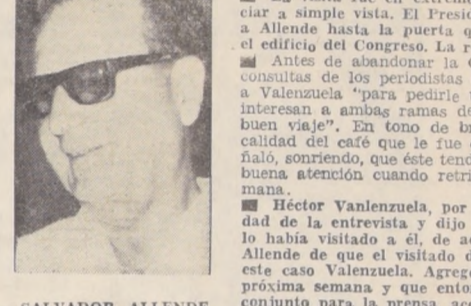 ciar a simple vista. El Presi
a Allende hasta la puerta q
el edificio del Congreso. La r
Antes de abandonar la
consultas de los periodistas
a Valenzuela "para pedirle
interesan a ambas ramas de
buen viaje". En tono de b
calidad del café que le fue
ñaló, sonriendo, que éste tend
buena atención cuando retri
mana.
Héctor Vanlenzuela, por
dad de la entrevista y dijo
lo había visitado a él, de a
Allende de que el visitado d
este caso Valenzuela. Agreg
próxima semana y que ento
conjunto para la prensa, acc
SALVADOR ALLENDE